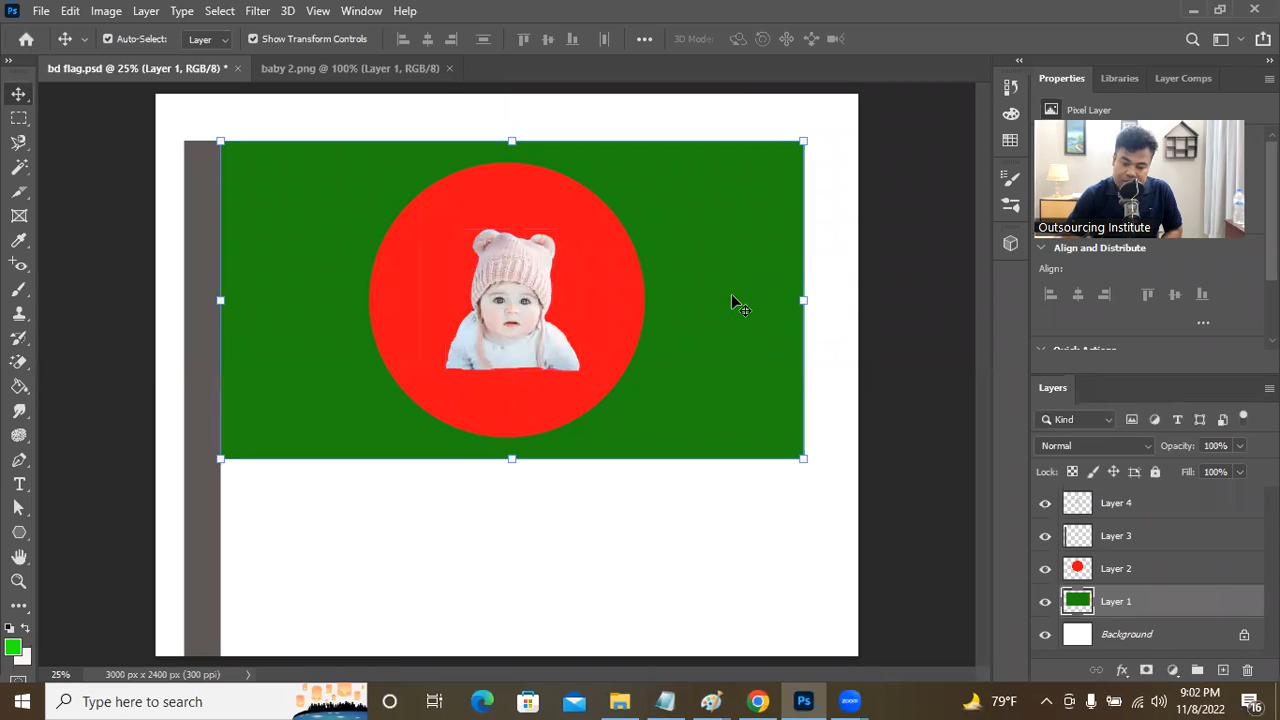 Ps File Edit Image Layer Type Select Filter 3D View Window Help
Auto-Select: Layer Show Transform Controls 3D Mode:
bd flag.psd @ 25% (Layer 1, RGB/8) * baby 2.png @ 100% (Layer 1, RGB/8)
Properties Libraries Layer Comps
Pixel Layer
Outsourcing Institute
Align and Distribute
Align:
Layers
Kind
Normal Opacity: 100%
Lock: Fill: 100%
Layer 4
Layer 3
Layer 2
Layer 1
Background
25% 3000 px x 2400 px (300 ppi)
Type here to search
Ps zoom
79°F
9:02 PM
11/8/2022
16